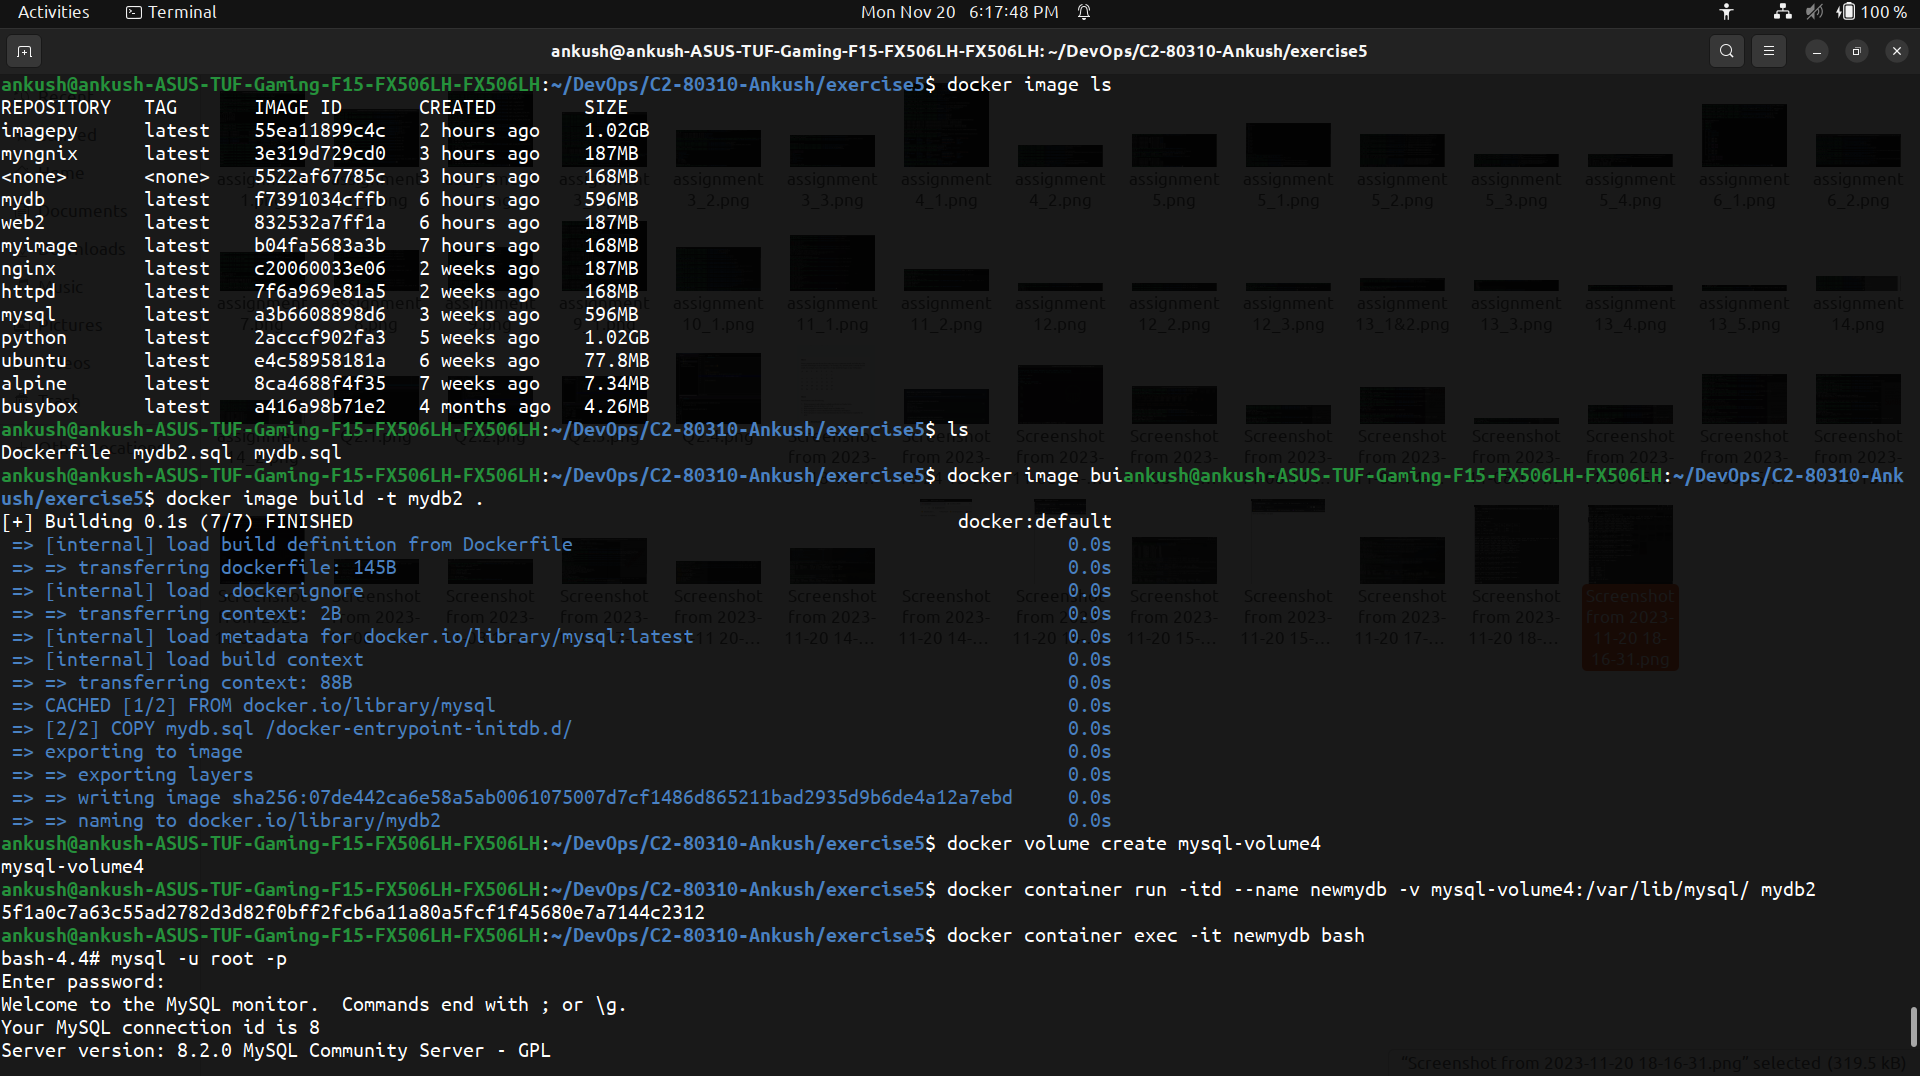 Activities Terminal Mon Nov 20 6:17:48 PM 100 %
ankush@ankush-ASUS-TUF-Gaming-F15-FX506LH-FX506LH: ~/DevOps/C2-80310-Ankush/exercise5
ankush@ankush-ASUS-TUF-Gaming-F15-FX506LH-FX506LH:~/DevOps/C2-80310-Ankush/exercise5$ docker image ls
REPOSITORY TAG IMAGE ID CREATED SIZE
imagepy latest 55ea11899c4c 2 hours ago 1.02GB
myngnix latest 3e319d729cd0 3 hours ago 187MB
<none> <none> 5522af67785c 3 hours ago 168MB
mydb latest f7391034cffb 6 hours ago 596MB
web2 latest 832532a7ff1a 6 hours ago 187MB
myimage latest b04fa5683a3b 7 hours ago 168MB
nginx latest c20060033e06 2 weeks ago 187MB
httpd latest 7f6a969e81a5 2 weeks ago 168MB
mysql latest a3b6608898d6 3 weeks ago 596MB
python latest 2acccf902fa3 5 weeks ago 1.02GB
ubuntu latest e4c58958181a 6 weeks ago 77.8MB
alpine latest 8ca4688f4f35 7 weeks ago 7.34MB
busybox latest a416a98b71e2 4 months ago 4.26MB
ankush@ankush-ASUS-TUF-Gaming-F15-FX506LH-FX506LH:~/DevOps/C2-80310-Ankush/exercise5$ ls
Dockerfile mydb2.sql mydb.sql
ankush@ankush-ASUS-TUF-Gaming-F15-FX506LH-FX506LH:~/DevOps/C2-80310-Ankush/exercise5$ docker image buiankush@ankush-ASUS-TUF-Gaming-F15-FX506LH-FX506LH:~/DevOps/C2-80310-Ank
ush/exercise5$ docker image build -t mydb2 .
[+] Building 0.1s (7/7) FINISHED docker:default
=> [internal] load build definition from Dockerfile 0.0s
=> => transferring dockerfile: 145B 0.0s
=> [internal] load .dockerignore 0.0s
=> => transferring context: 2B 0.0s
=> [internal] load metadata for docker.io/library/mysql:latest 0.0s
=> [internal] load build context 0.0s
=> => transferring context: 88B 0.0s
=> CACHED [1/2] FROM docker.io/library/mysql 0.0s
=> [2/2] COPY mydb.sql /docker-entrypoint-initdb.d/ 0.0s
=> exporting to image 0.0s
=> => exporting layers 0.0s
=> => writing image sha256:07de442ca6e58a5ab0061075007d7cf1486d865211bad2935d9b6de4a12a7ebd 0.0s
=> => naming to docker.io/library/mydb2 0.0s
ankush@ankush-ASUS-TUF-Gaming-F15-FX506LH-FX506LH:~/DevOps/C2-80310-Ankush/exercise5$ docker volume create mysql-volume4
mysql-volume4
ankush@ankush-ASUS-TUF-Gaming-F15-FX506LH-FX506LH:~/DevOps/C2-80310-Ankush/exercise5$ docker container run -itd --name newmydb -v mysql-volume4:/var/lib/mysql/ mydb2
5f1a0c7a63c55ad2782d3d82f0bff2fcb6a11a80a5fcf1f45680e7a7144c2312
ankush@ankush-ASUS-TUF-Gaming-F15-FX506LH-FX506LH:~/DevOps/C2-80310-Ankush/exercise5$ docker container exec -it newmydb bash
bash-4.4# mysql -u root -p
Enter password:
Welcome to the MySQL monitor. Commands end with ; or \g.
Your MySQL connection id is 8
Server version: 8.2.0 MySQL Community Server - GPL
"Screenshot from 2023-11-20 18-16-31.png" selected (319.5 kB)